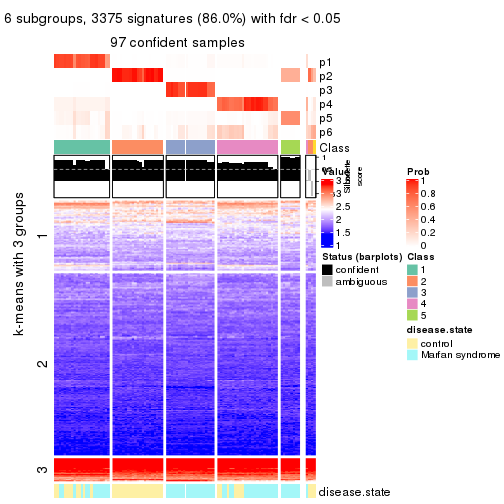 6 subgroups, 3375 signatures (86.0%) with fdr < 0.05
97 confident samples
p1
p2
p3
p4
p5
p6
Class
1
Silhouette
score
k-means with 3 groups
1
2
3
disease.state
Value
3
2.5
2
1.5
1
Prob
1
0.8
0.6
0.4
0.2
0
Status (barplots)
confident
ambiguous
Class
1
2
3
4
5
disease.state
control
Marfan syndrome